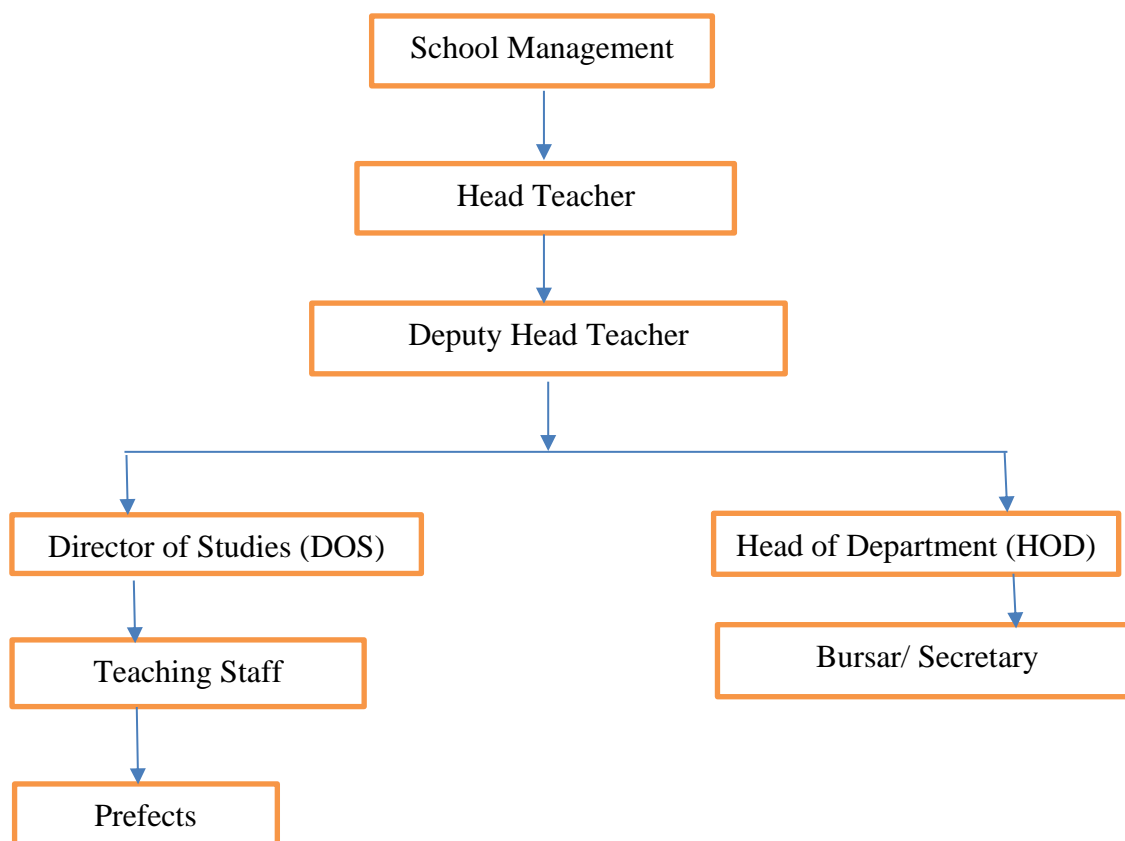 School Management
Head Teacher
Deputy Head Teacher
Director of Studies (DOS)
Head of Department (HOD)
Teaching Staff
Bursar/ Secretary
Prefects